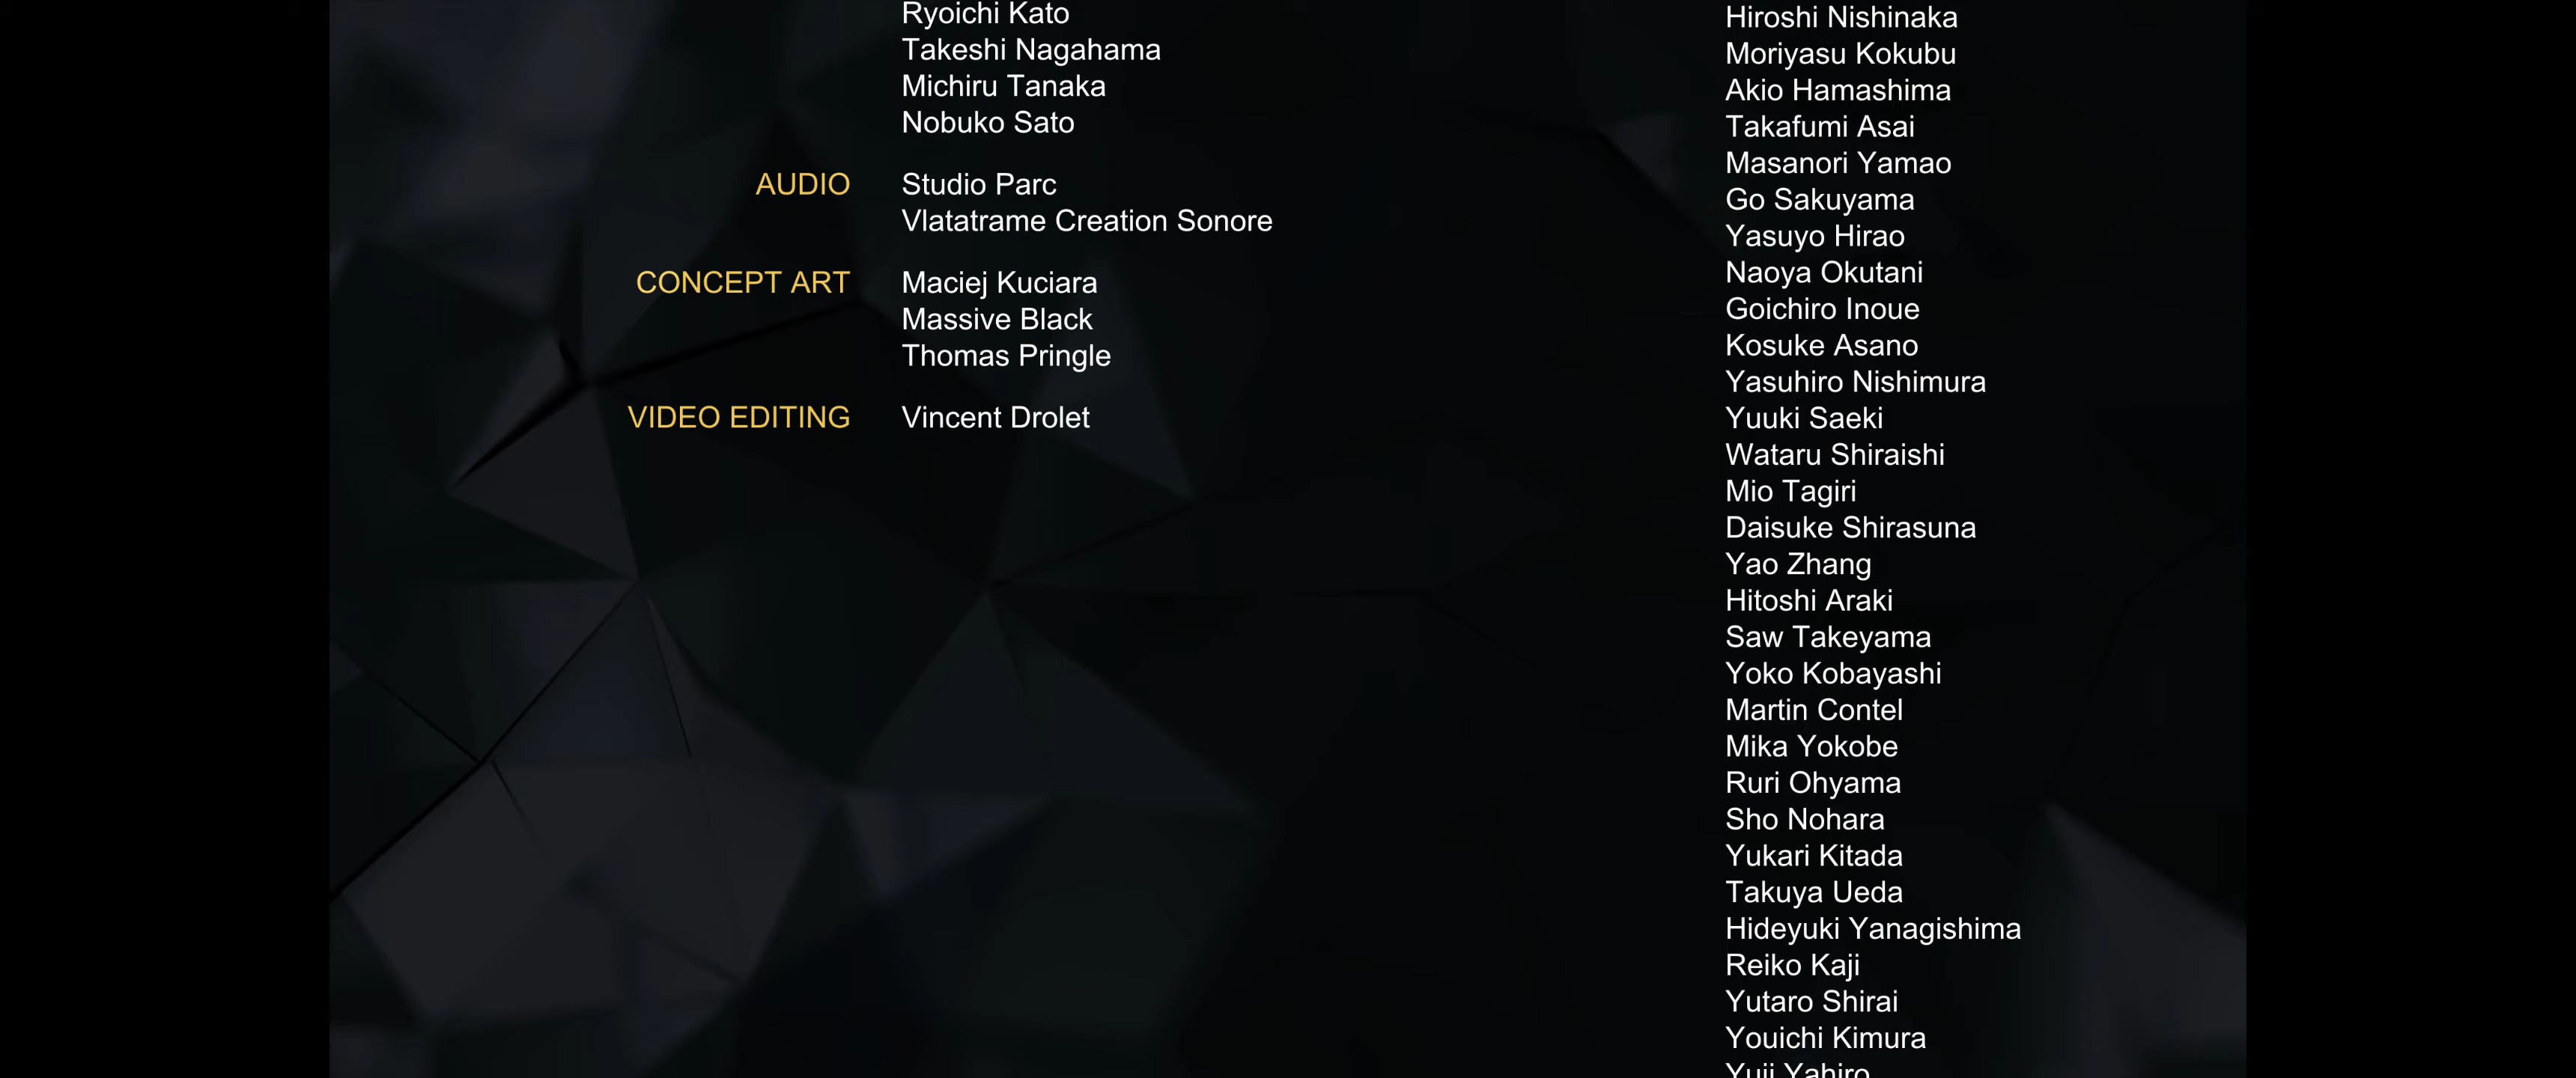 Ryoichi Kato
Takeshi Nagahama
Michiru Tanaka
Nobuko Sato
AUDIO Studio Parc
Vlatatrame Creation Sonore
CONCEPT ART Maciej Kuciara
Massive Black
Thomas Pringle
VIDEO EDITING Vincent Drolet
Hiroshi Nishinaka
Moriyasu Kokubu
Akio Hamashima
Takafumi Asai
Masanori Yamao
Go Sakuyama
Yasuyo Hirao
Naoya Okutani
Goichiro Inoue
Kosuke Asano
Yasuhiro Nishimura
Yuuki Saeki
Wataru Shiraishi
Mio Tagiri
Daisuke Shirasuna
Yao Zhang
Hitoshi Araki
Saw Takeyama
Yoko Kobayashi
Martin Contel
Mika Yokobe
Ruri Ohyama
Sho Nohara
Yukari Kitada
Takuya Ueda
Hideyuki Yanagishima
Reiko Kaji
Yutaro Shirai
Youichi Kimura
Yuji Yahiro